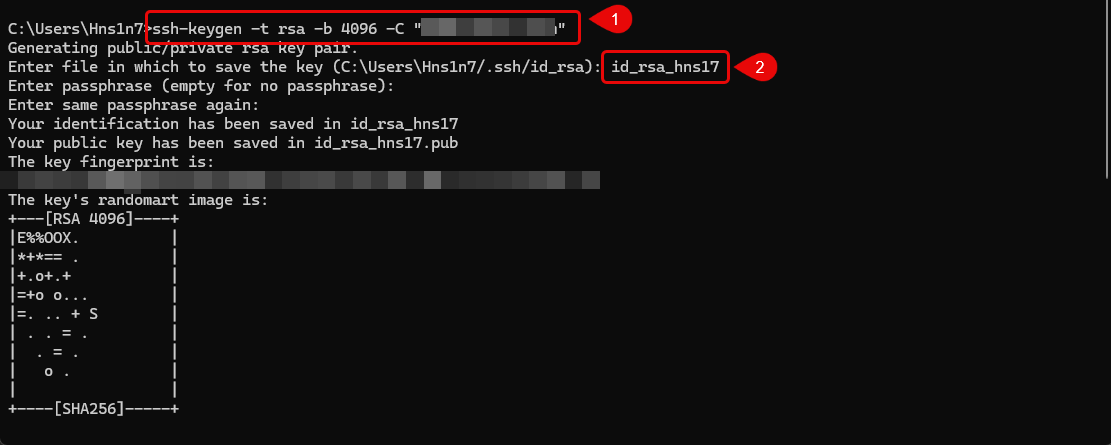 C:\Users\Hns1n7>ssh-keygen -t rsa -b 4096 -C "
1
Generating public/private rsa key pair.
Enter file in which to save the key (C:\Users\Hns1n7/.ssh/id_rsa): id_rsa_hns17
2
Enter passphrase (empty for no passphrase):
Enter same passphrase again:
Your identification has been saved in id_rsa_hns17
Your public key has been saved in id_rsa_hns17.pub
The key fingerprint is:
The key's randomart image is:
+---[RSA 4096]----+
|E%%OOX.          |
|*+*== .          |
|+.o+.+           |
|=+o o...         |
|=. .. + S        |
| . . = .         |
|  . = .          |
|   o .           |
|                 |
+----[SHA256]-----+